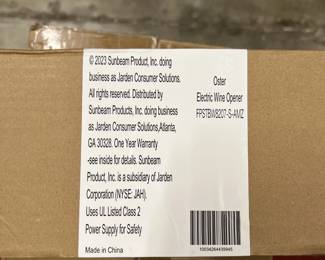 © 2023 Sunbeam Product, Inc. doing
business as Jarden Consumer Solutions.
All rights reserved. Distributed by
Sunbeam Products, Inc. doing business
as Jarden Consumer Solutions,Atlanta,
GA 30328. One Year Warranty
-see inside for details. Sunbeam
Product, Inc. is a subsidiary of Jarden
Corporation (NYSE: JAH).
Uses UL Listed Class 2
Power Supply for Safety
Made in China
Oster
Electric Wine Opener
FPSTBW8207-S-AMZ
10034264439945